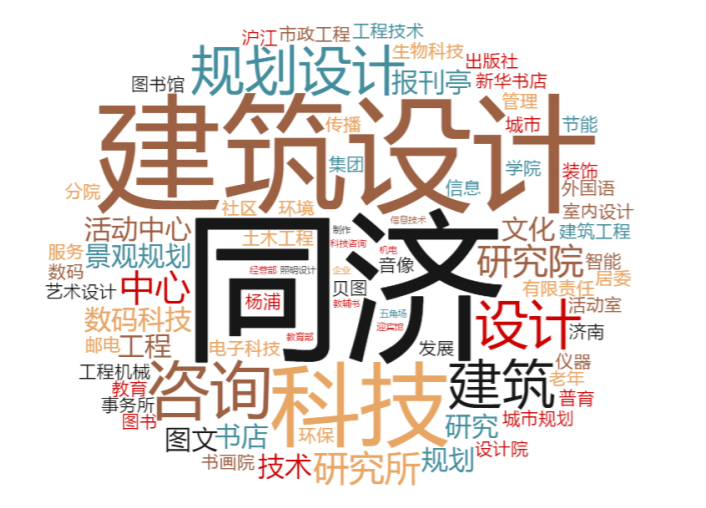 沪江 市政工程 工程技术
规划设计 生物科技 出版社
图书馆 报刊亭 新华书店
建筑设计 管理
传播 城市 节能
集团 学院 装饰
分院 信息 外国语
社区 环境 信息技术 室内设计
活动中心 同济 制作 文化 建筑工程
土木工程 科技咨询 机电
服务 景观规划 音像 研究院 智能
数码 经营部 照明设计 企业 居委
艺术设计 中心 贝图 有限责任
杨浦 教辅书 活动室
数码科技 五角场 设计
邮电 工程 教育部 迎宾馆 济南
电子科技 发展
工程机械 仪器
教育 咨询 科技 建筑 老年
事务所 普育
图书 城市规划
图文 书店 环保 研究
书画院 技术 研究所 规划 设计院